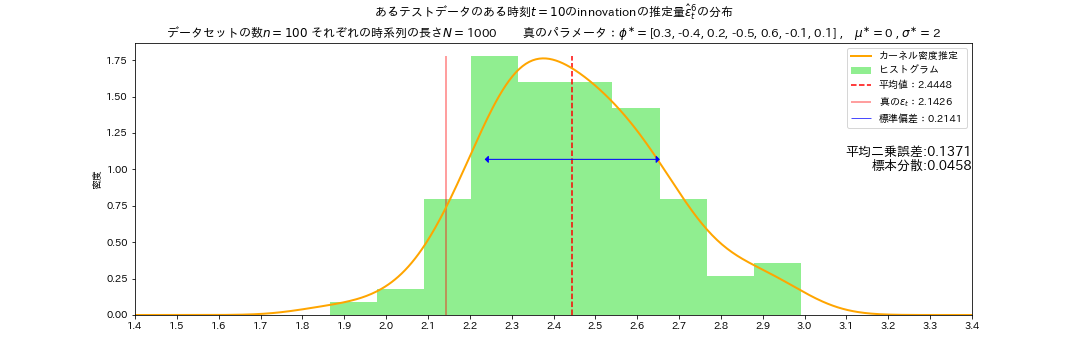 あるテストデータのある時刻t = 10のinnovationの推定量ε̂_t^6の分布
データセットの数n = 100 それぞれの時系列の長さN = 1000　　真のパラメータ：ϕ* = [0.3, -0.4, 0.2, -0.5, 0.6, -0.1, 0.1] ,　μ* = 0 , σ* = 2
カーネル密度推定
ヒストグラム
平均値：2.4448
真のε_t：2.1426
標準偏差：0.2141
平均二乗誤差:0.1371
標本分散:0.0458
密度
1.75
1.50
1.25
1.00
0.75
0.50
0.25
0.00
1.4 1.5 1.6 1.7 1.8 1.9 2.0 2.1 2.2 2.3 2.4 2.5 2.6 2.7 2.8 2.9 3.0 3.1 3.2 3.3 3.4